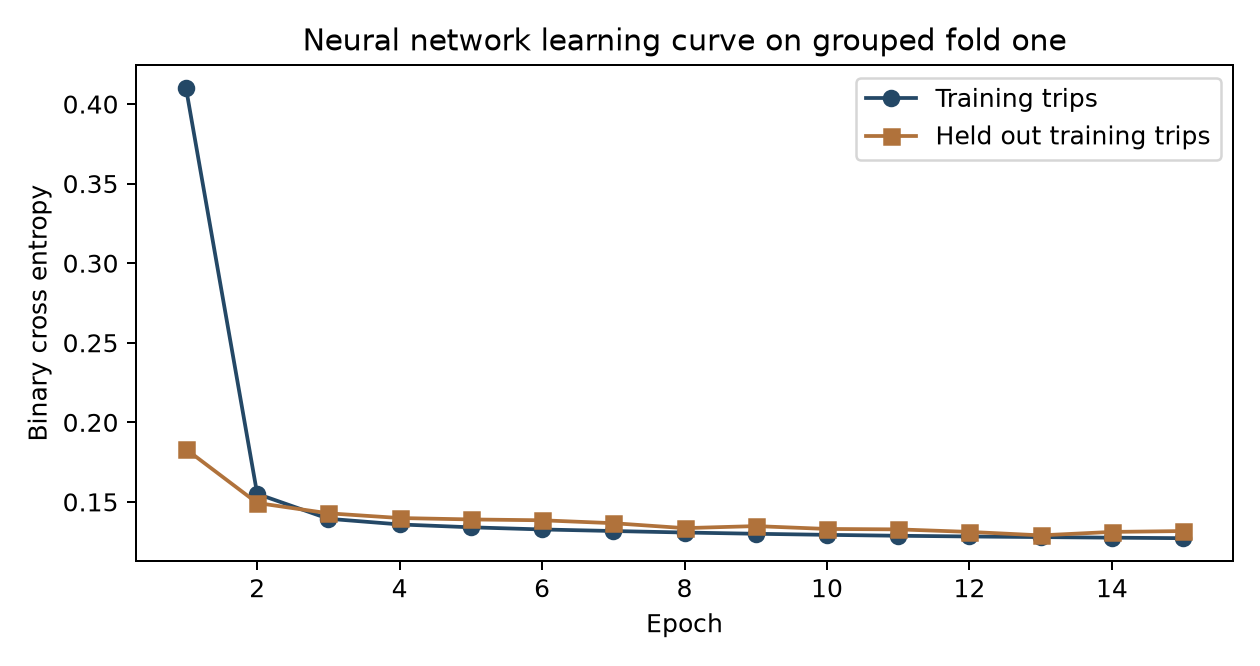 Neural network learning curve on grouped fold one
Training trips
Held out training trips
Binary cross entropy
0.40
0.35
0.30
0.25
0.20
0.15
2 4 6 8 10 12 14
Epoch